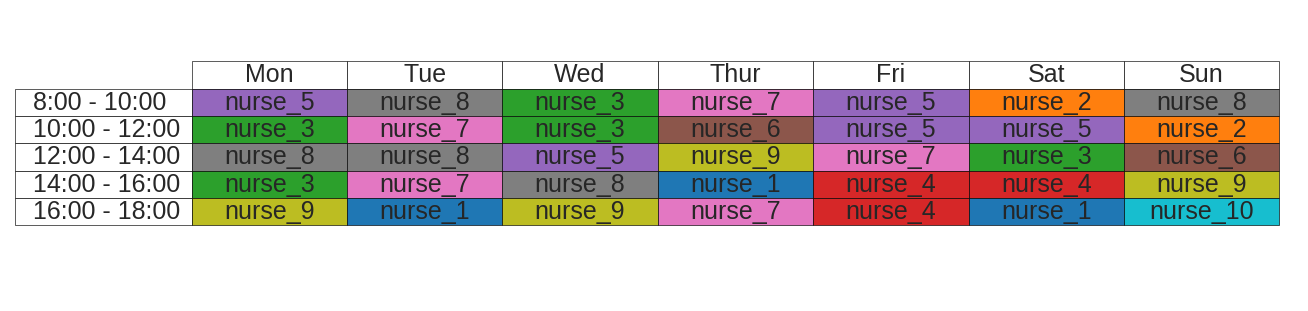 Mon Tue Wed Thur Fri Sat Sun
8:00 - 10:00 nurse_5 nurse_8 nurse_3 nurse_7 nurse_5 nurse_2 nurse_8
10:00 - 12:00 nurse_3 nurse_7 nurse_3 nurse_6 nurse_5 nurse_5 nurse_2
12:00 - 14:00 nurse_8 nurse_8 nurse_5 nurse_9 nurse_7 nurse_3 nurse_6
14:00 - 16:00 nurse_3 nurse_7 nurse_8 nurse_1 nurse_4 nurse_4 nurse_9
16:00 - 18:00 nurse_9 nurse_1 nurse_9 nurse_7 nurse_4 nurse_1 nurse_10